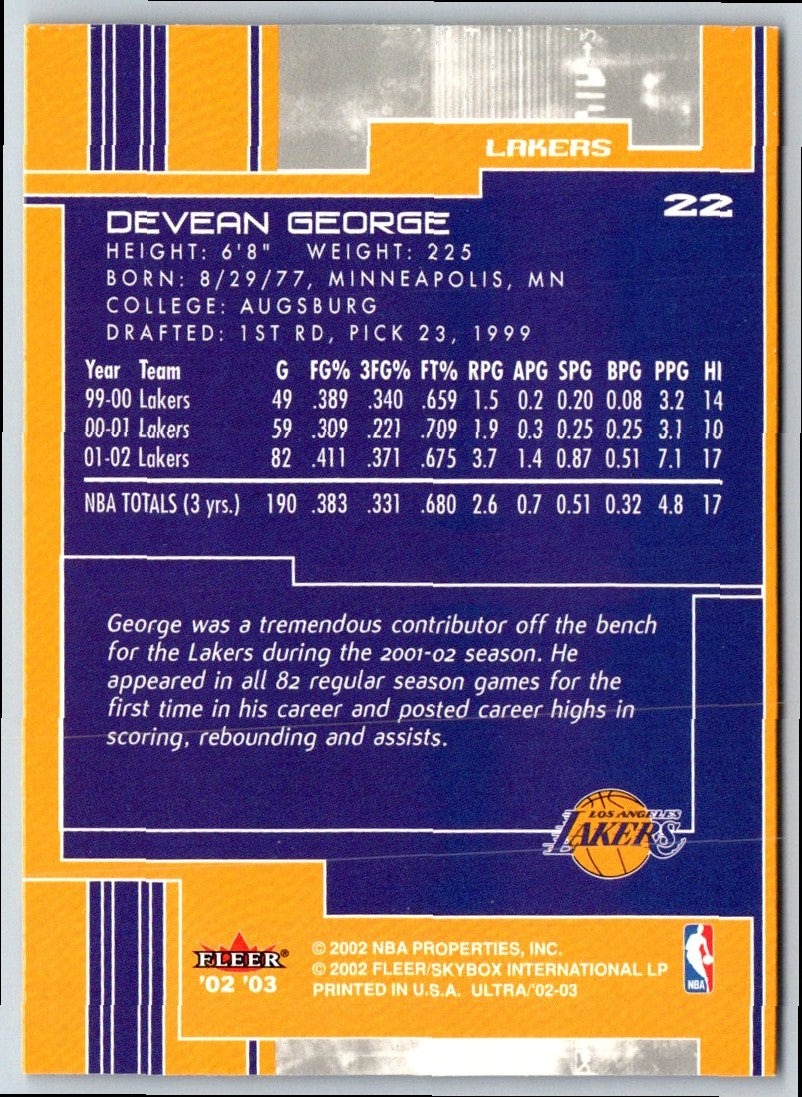 LAKERS
22
DEVEAN GEORGE
HEIGHT: 6'8" WEIGHT: 225
BORN: 8/29/77, MINNEAPOLIS, MN
COLLEGE: AUGSBURG
DRAFTED: 1ST RD, PICK 23, 1999
Year Team G FG% 3FG% FT% RPG APG SPG BPG PPG HI
99-00 Lakers 49 .389 .340 .659 1.5 0.2 0.20 0.08 3.2 14
00-01 Lakers 59 .309 .221 .709 1.9 0.3 0.25 0.25 3.1 10
01-02 Lakers 82 .411 .371 .675 3.7 1.4 0.87 0.51 7.1 17
NBA TOTALS (3 yrs.) 190 .383 .331 .680 2.6 0.7 0.51 0.32 4.8 17
George was a tremendous contributor off the bench
for the Lakers during the 2001-02 season. He
appeared in all 82 regular season games for the
first time in his career and posted career highs in
scoring, rebounding and assists.
LOS ANGELES
LAKERS
FLEER®
'02 '03
© 2002 NBA PROPERTIES, INC.
© 2002 FLEER/SKYBOX INTERNATIONAL LP
PRINTED IN U.S.A. ULTRA/'02-03
NBA